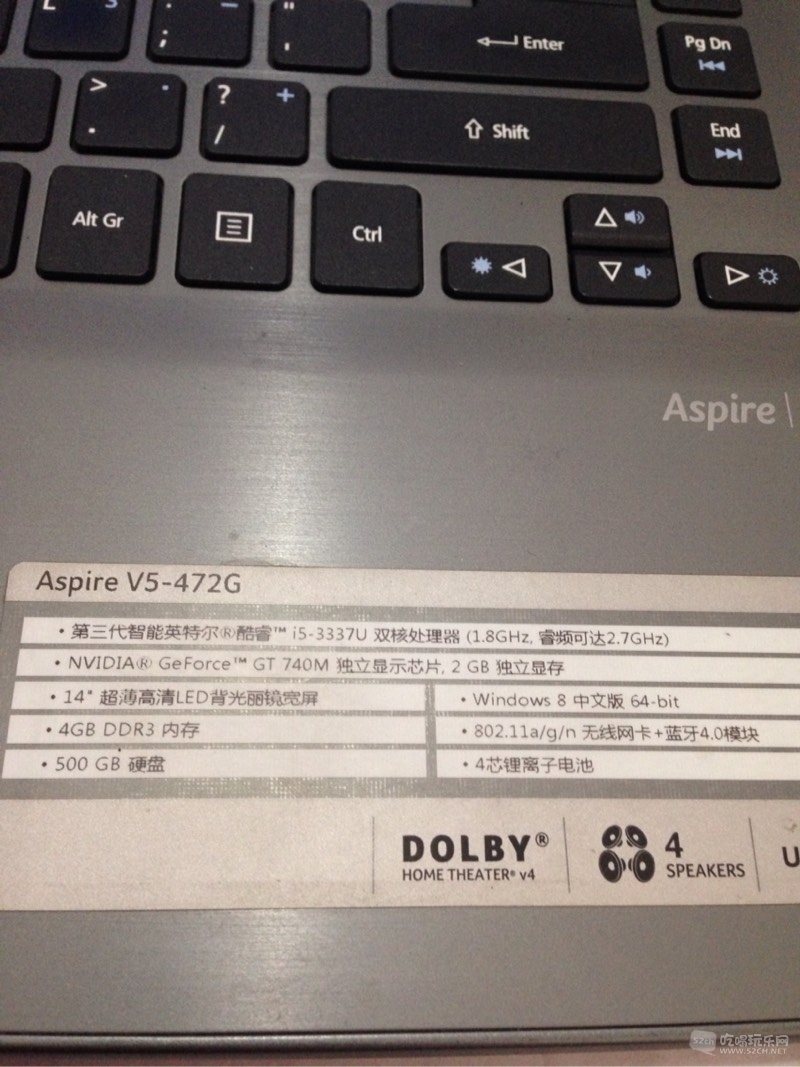 ;
"
'
Enter
Pg Dn
>
.
?
+
/
Shift
End
Alt Gr
Ctrl
Aspire
Aspire V5-472G
• 第三代智能英特尔®酷睿™ i5-3337U 双核处理器 (1.8GHz, 睿频可达2.7GHz)
• NVIDIA® GeForce™ GT 740M 独立显示芯片, 2 GB 独立显存
• 14" 超薄高清LED背光丽镜宽屏
• Windows 8 中文版 64-bit
• 4GB DDR3 内存
• 802.11a/g/n 无线网卡+蓝牙4.0模块
• 500 GB 硬盘
• 4芯锂离子电池
DOLBY®
HOME THEATER® v4
4
SPEAKERS
U
52CH 吃喝玩乐网
WWW.52CH.NET